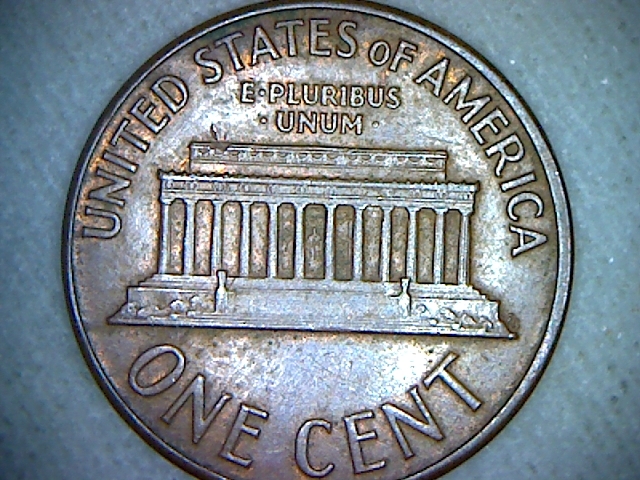 UNITED STATES OF AMERICA
E·PLURIBUS
·UNUM·
ONE CENT